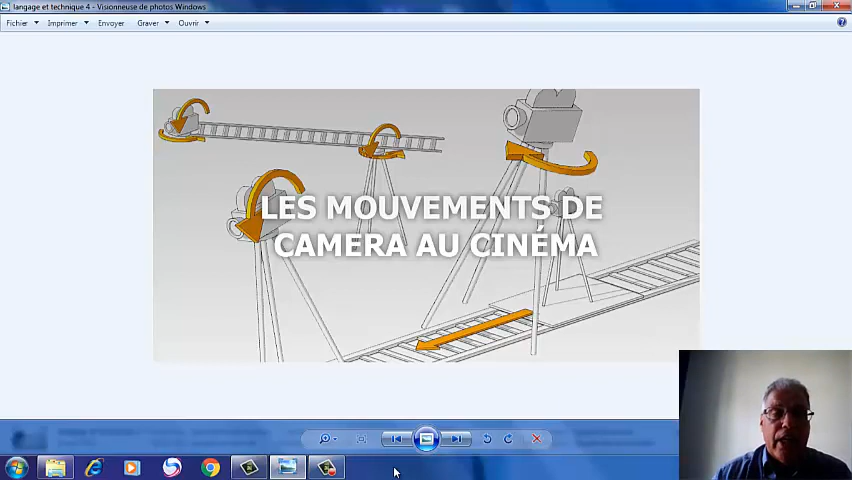 langage et technique 4 - Visionneuse de photos Windows
Fichier Imprimer Envoyer Graver Ouvrir
LES MOUVEMENTS DE
CAMERA AU CINÉMA